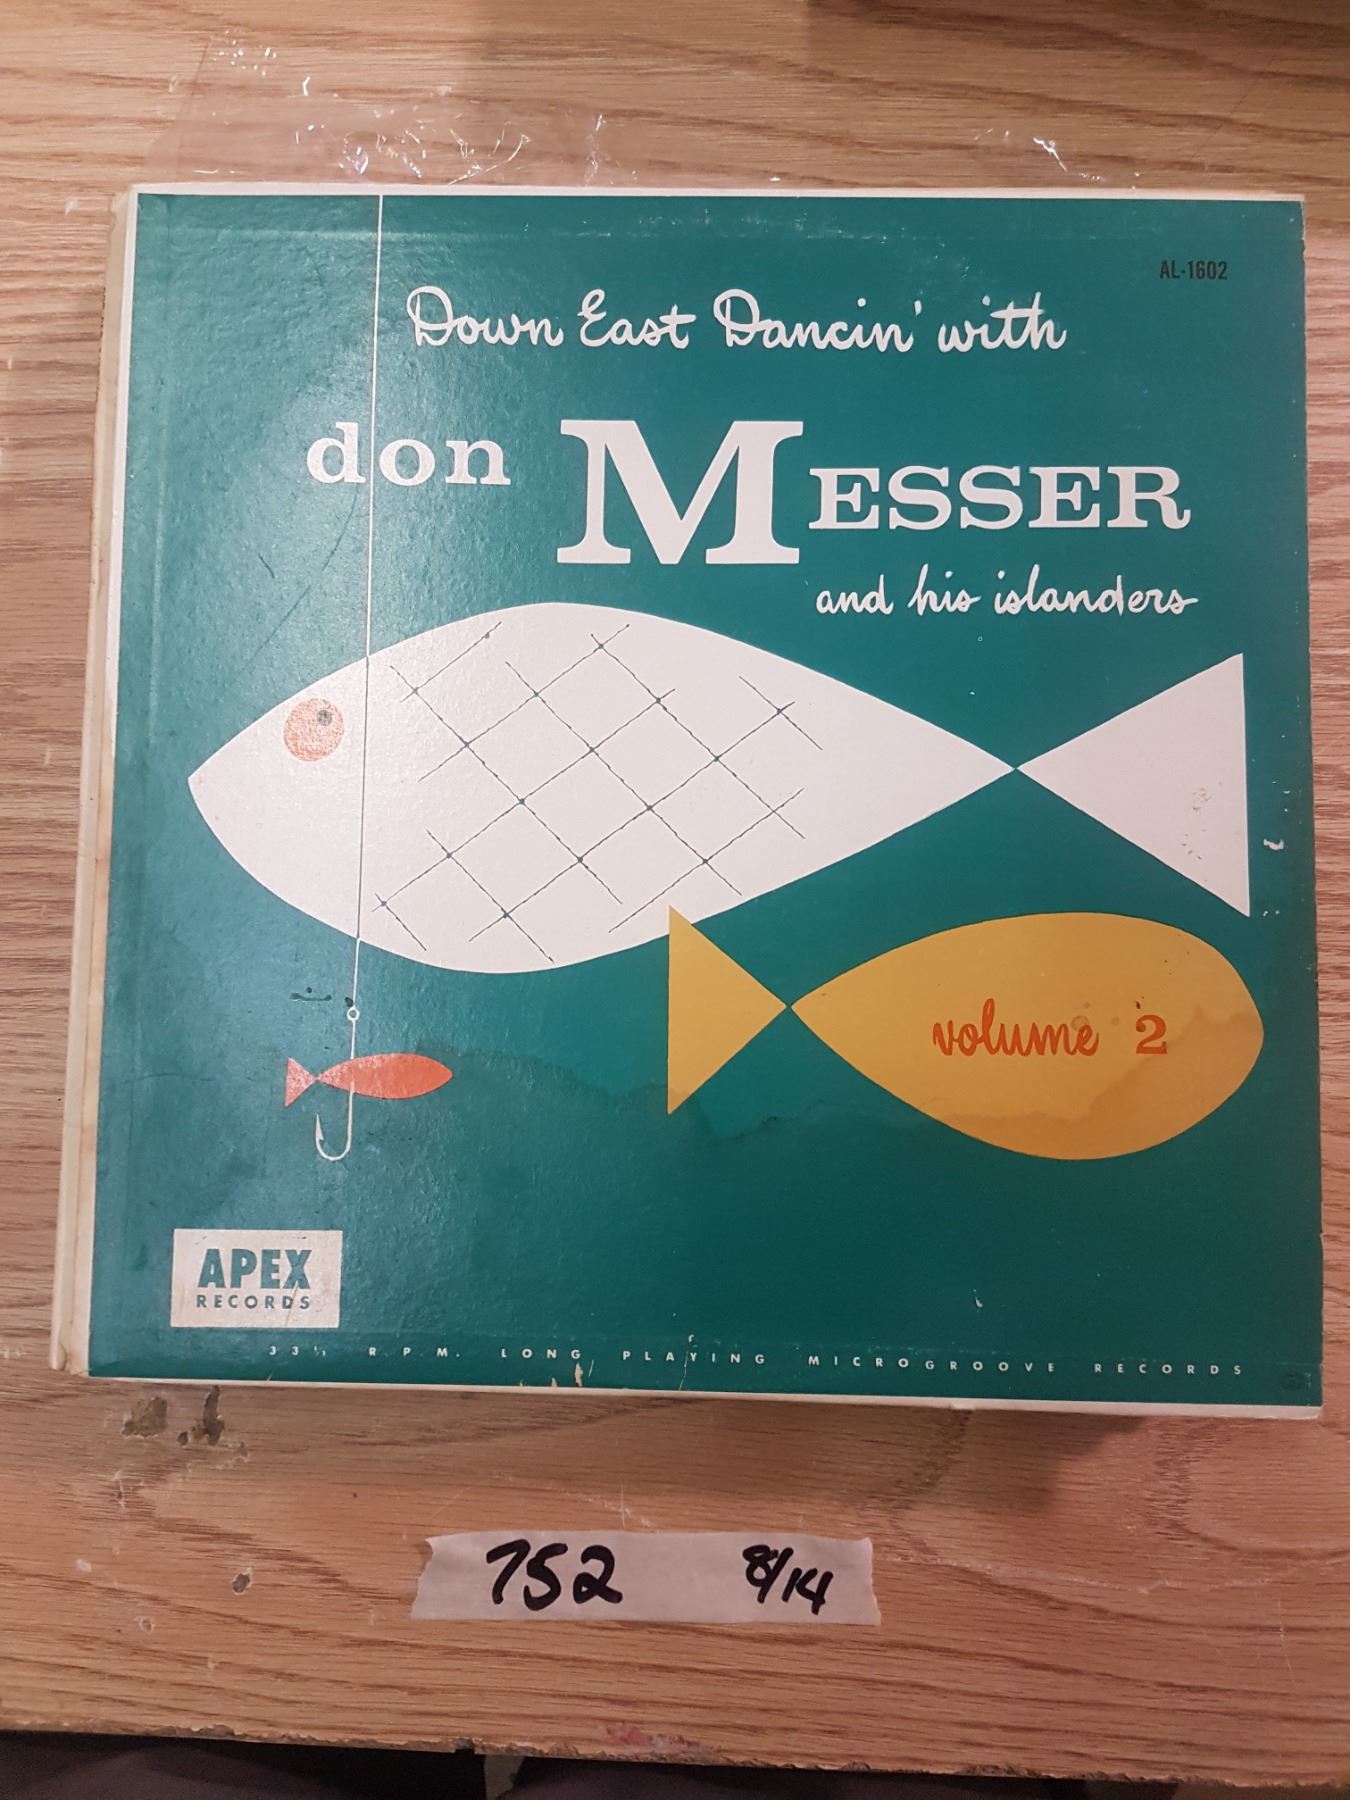 AL-1602
Down East Dancin' with
don MESSER
and his islanders
volume 2
APEX
RECORDS
33⅓ R.P.M. LONG PLAYING MICROGROOVE RECORDS
752 8/14